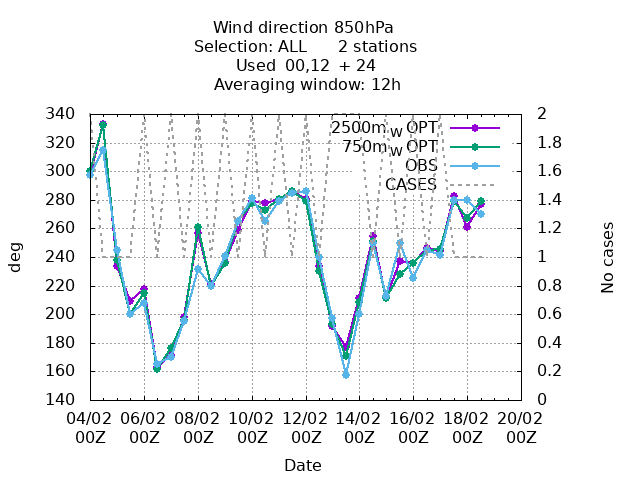 Wind direction 850hPa
Selection: ALL 2 stations
Used 00,12 + 24
Averaging window: 12h
340 2
320 1.8
300 1.6
280 1.4
260 1.2
240 1
220 0.8
200 0.6
180 0.4
160 0.2
140 0
2500m_w OPT
750m_w OPT
OBS
CASES
deg
No cases
04/02 06/02 08/02 10/02 12/02 14/02 16/02 18/02 20/02
00Z 00Z 00Z 00Z 00Z 00Z 00Z 00Z 00Z
Date